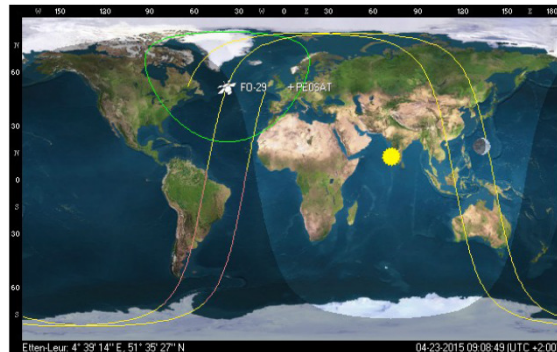 W 150 120 90 60 30 W 0 E 30 60 90 120 150 E 180
N
60
30
N
0
S
30
60
S
FO-29
+PE0SAT
Etten-Leur: 4° 39' 14" E, 51° 35' 27" N
04-23-2015 09:08:49 (UTC +2:00